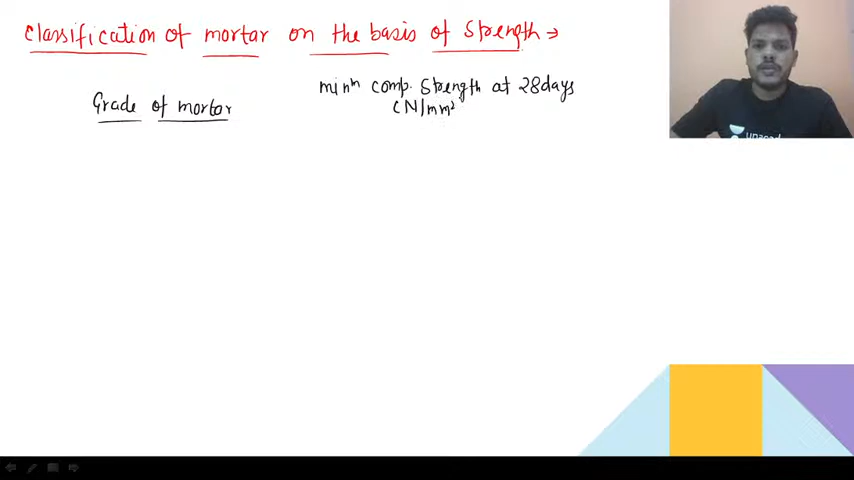 classification of mortar on the basis of strength →
Grade of mortar
minm comp. strength at 28days
(N/mm²